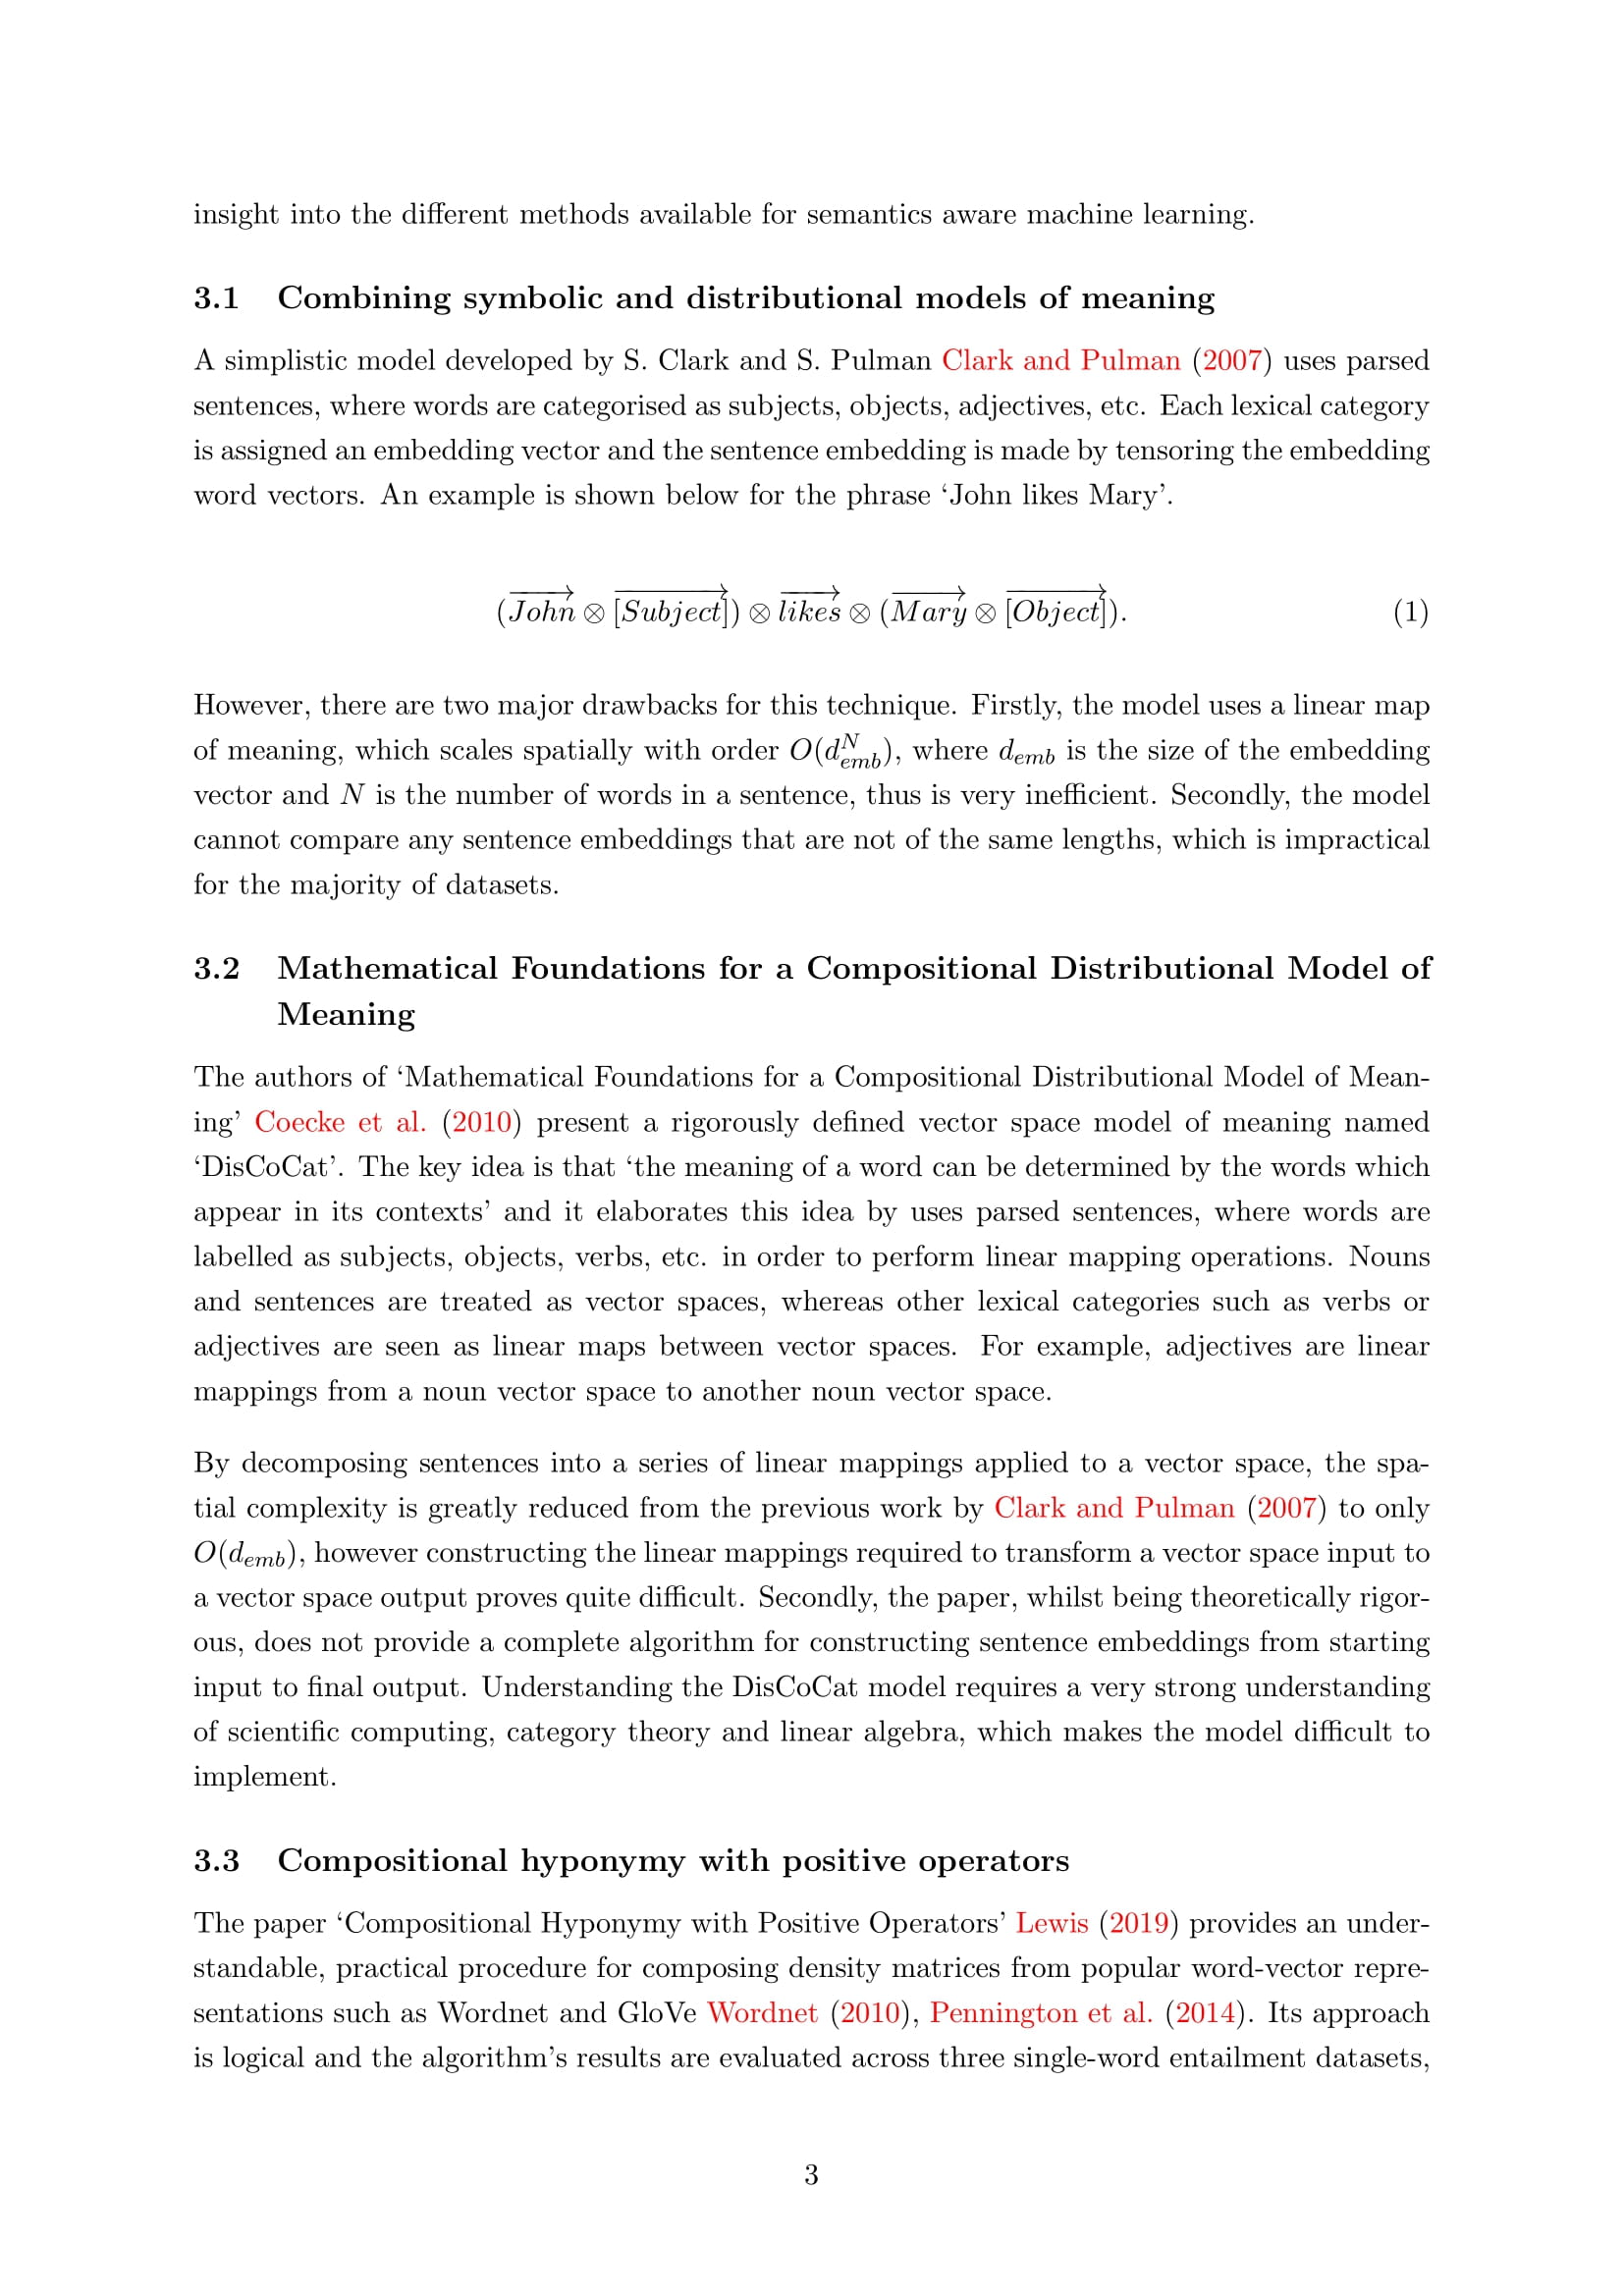 insight into the different methods available for semantics aware machine learning.
3.1 Combining symbolic and distributional models of meaning
A simplistic model developed by S. Clark and S. Pulman Clark and Pulman (2007) uses parsed
sentences, where words are categorised as subjects, objects, adjectives, etc. Each lexical category
is assigned an embedding vector and the sentence embedding is made by tensoring the embedding
word vectors. An example is shown below for the phrase ‘John likes Mary’.
$(\overrightarrow{John} \otimes \overrightarrow{[Subject]}) \otimes \overrightarrow{likes} \otimes (\overrightarrow{Mary} \otimes \overrightarrow{[Object]}).$ (1)
However, there are two major drawbacks for this technique. Firstly, the model uses a linear map
of meaning, which scales spatially with order $O(d_{emb}^N)$, where $d_{emb}$ is the size of the embedding
vector and $N$ is the number of words in a sentence, thus is very inefficient. Secondly, the model
cannot compare any sentence embeddings that are not of the same lengths, which is impractical
for the majority of datasets.
3.2 Mathematical Foundations for a Compositional Distributional Model of
Meaning
The authors of ‘Mathematical Foundations for a Compositional Distributional Model of Mean-
ing’ Coecke et al. (2010) present a rigorously defined vector space model of meaning named
‘DisCoCat’. The key idea is that ‘the meaning of a word can be determined by the words which
appear in its contexts’ and it elaborates this idea by uses parsed sentences, where words are
labelled as subjects, objects, verbs, etc. in order to perform linear mapping operations. Nouns
and sentences are treated as vector spaces, whereas other lexical categories such as verbs or
adjectives are seen as linear maps between vector spaces. For example, adjectives are linear
mappings from a noun vector space to another noun vector space.
By decomposing sentences into a series of linear mappings applied to a vector space, the spa-
tial complexity is greatly reduced from the previous work by Clark and Pulman (2007) to only
$O(d_{emb})$, however constructing the linear mappings required to transform a vector space input to
a vector space output proves quite difficult. Secondly, the paper, whilst being theoretically rigor-
ous, does not provide a complete algorithm for constructing sentence embeddings from starting
input to final output. Understanding the DisCoCat model requires a very strong understanding
of scientific computing, category theory and linear algebra, which makes the model difficult to
implement.
3.3 Compositional hyponymy with positive operators
The paper ‘Compositional Hyponymy with Positive Operators’ Lewis (2019) provides an under-
standable, practical procedure for composing density matrices from popular word-vector repre-
sentations such as Wordnet and GloVe Wordnet (2010), Pennington et al. (2014). Its approach
is logical and the algorithm’s results are evaluated across three single-word entailment datasets,
3